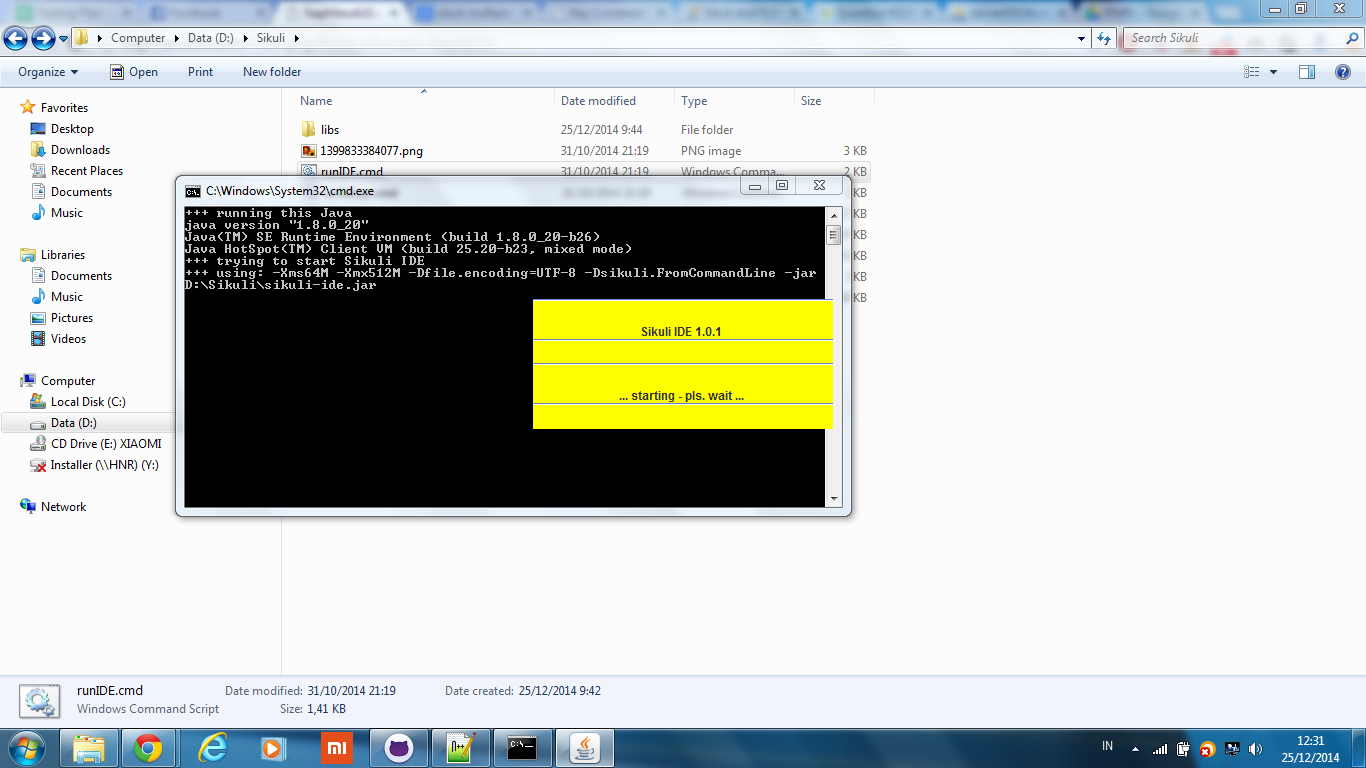 Computer
Data (D:)
Sikuli
Search Sikuli
Organize
Open
Print
New folder
Favorites
Desktop
Downloads
Recent Places
Documents
Music
Libraries
Documents
Music
Pictures
Videos
Computer
Local Disk (C:)
Data (D:)
CD Drive (E:) XIAOMI
Installer (\\HNR) (Y:)
Network
Name Date modified Type Size
libs 25/12/2014 9:44 File folder
1399833384077.png 31/10/2014 21:19 PNG image 3 KB
runIDE.cmd 31/10/2014 21:19 Windows Comma... 2 KB
KB
KB
KB
KB
KB
KB
C:\Windows\System32\cmd.exe
+++ running this Java
java version "1.8.0_20"
Java(TM) SE Runtime Environment (build 1.8.0_20-b26)
Java HotSpot(TM) Client VM (build 25.20-b23, mixed mode)
+++ trying to start Sikuli IDE
+++ using: -Xms64M -Xmx512M -Dfile.encoding=UTF-8 -Dsikuli.FromCommandLine -jar
D:\Sikuli\sikuli-ide.jar
Sikuli IDE 1.0.1
... starting - pls. wait ...
runIDE.cmd Date modified: 31/10/2014 21:19 Date created: 25/12/2014 9:42
Windows Command Script Size: 1,41 KB
mi
IN
12:31
25/12/2014